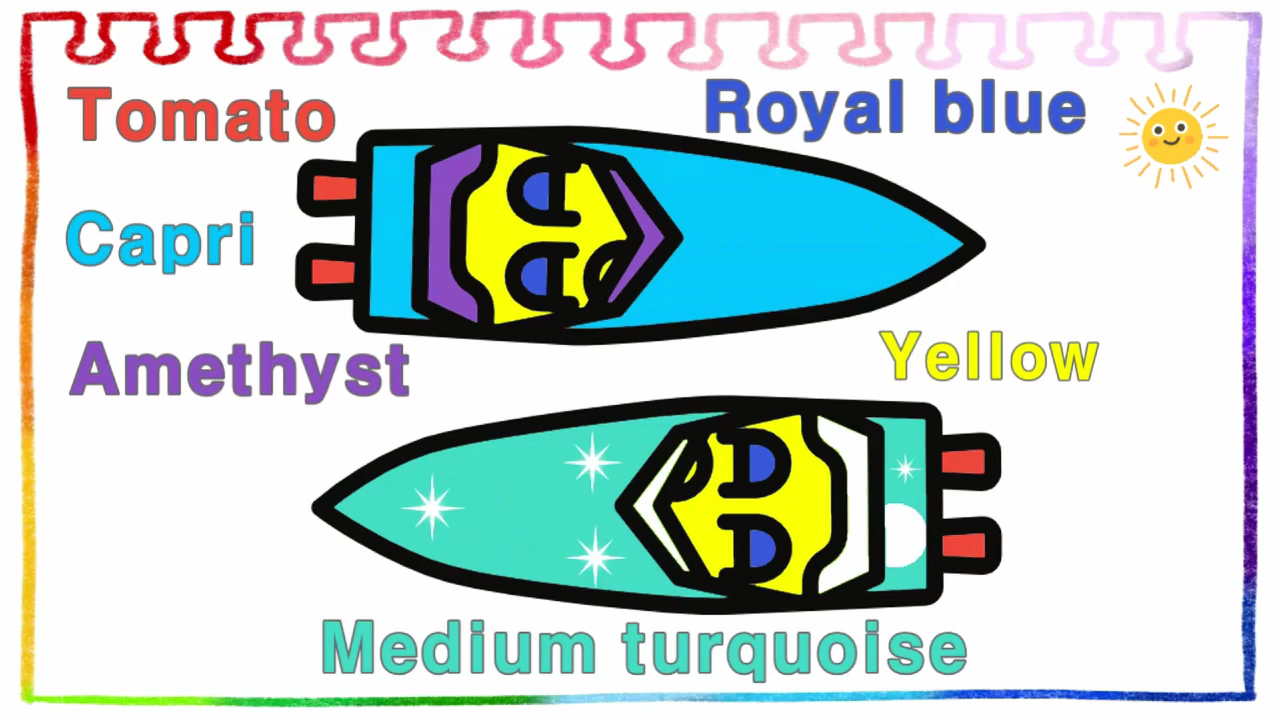 Tomato
Royal blue
Capri
Amethyst
Yellow
Medium turquoise